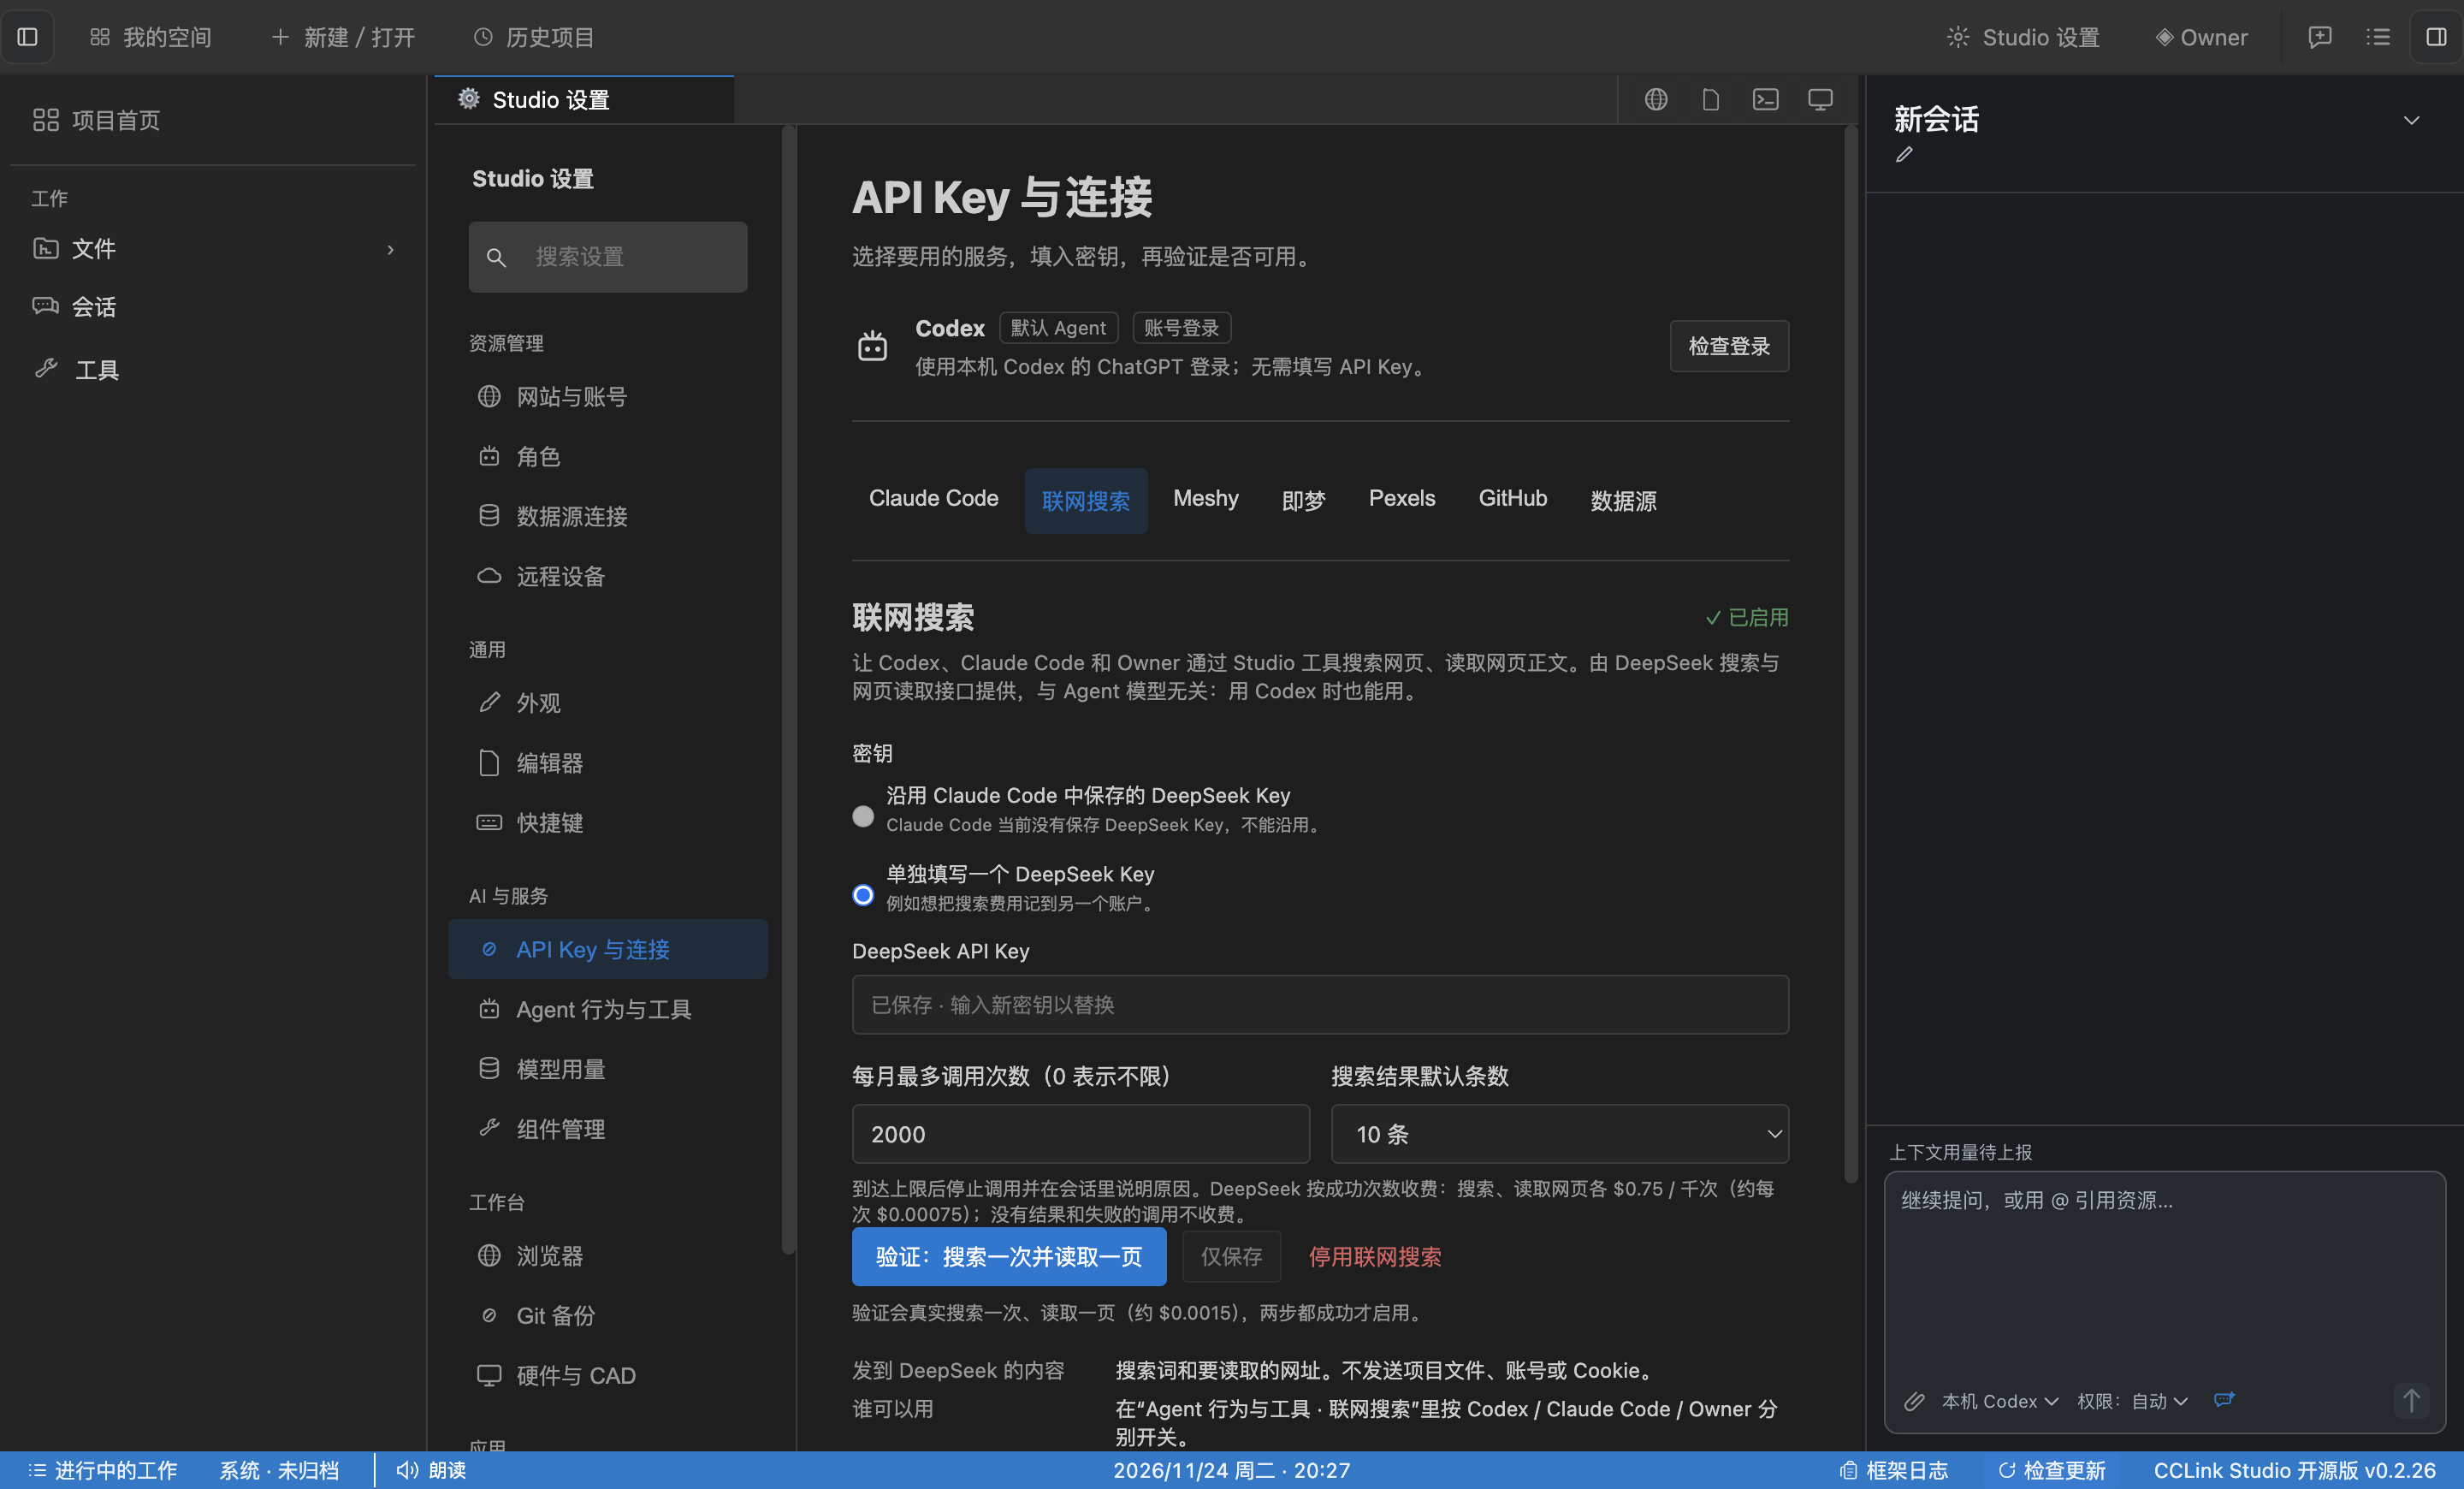 我的空间
新建 / 打开
历史项目
Studio 设置
Owner
项目首页
工作
文件
会话
工具
Studio 设置
Studio 设置
搜索设置
资源管理
网站与账号
角色
数据源连接
远程设备
通用
外观
编辑器
快捷键
AI 与服务
API Key 与连接
Agent 行为与工具
模型用量
组件管理
工作台
浏览器
Git 备份
硬件与 CAD
应用
API Key 与连接
选择要用的服务，填入密钥，再验证是否可用。
Codex 默认 Agent 账号登录
使用本机 Codex 的 ChatGPT 登录；无需填写 API Key。
检查登录
Claude Code 联网搜索 Meshy 即梦 Pexels GitHub 数据源
联网搜索
已启用
让 Codex、Claude Code 和 Owner 通过 Studio 工具搜索网页、读取网页正文。由 DeepSeek 搜索与
网页读取接口提供，与 Agent 模型无关：用 Codex 时也能用。
密钥
沿用 Claude Code 中保存的 DeepSeek Key
Claude Code 当前没有保存 DeepSeek Key，不能沿用。
单独填写一个 DeepSeek Key
例如想把搜索费用记到另一个账户。
DeepSeek API Key
已保存 · 输入新密钥以替换
每月最多调用次数（0 表示不限） 搜索结果默认条数
2000 10 条
到达上限后停止调用并在会话里说明原因。DeepSeek 按成功次数收费：搜索、读取网页各 $0.75 / 千次（约每
次 $0.00075）；没有结果和失败的调用不收费。
验证：搜索一次并读取一页 仅保存 停用联网搜索
验证会真实搜索一次、读取一页（约 $0.0015），两步都成功才启用。
发到 DeepSeek 的内容 搜索词和要读取的网址。不发送项目文件、账号或 Cookie。
谁可以用 在“Agent 行为与工具 · 联网搜索”里按 Codex / Claude Code / Owner 分
别开关。
新会话
上下文用量待上报
继续提问，或用 @ 引用资源...
本机 Codex 权限：自动
进行中的工作 系统 · 未归档 朗读 2026/11/24 周二 · 20:27 框架日志 检查更新 CCLink Studio 开源版 v0.2.26